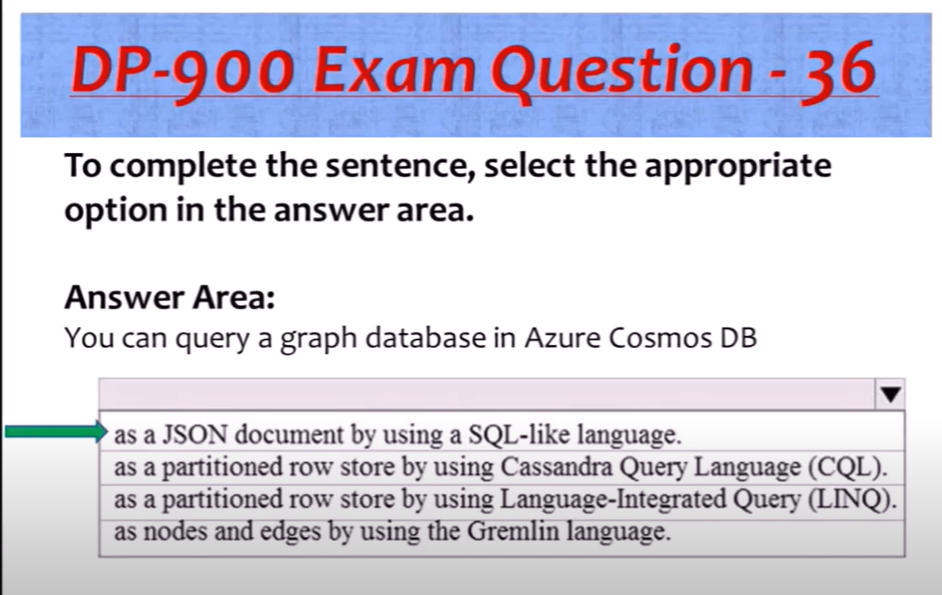 DP-900 Exam Question - 36
To complete the sentence, select the appropriate
option in the answer area.
Answer Area:
You can query a graph database in Azure Cosmos DB
as a JSON document by using a SQL-like language.
as a partitioned row store by using Cassandra Query Language (CQL).
as a partitioned row store by using Language-Integrated Query (LINQ).
as nodes and edges by using the Gremlin language.